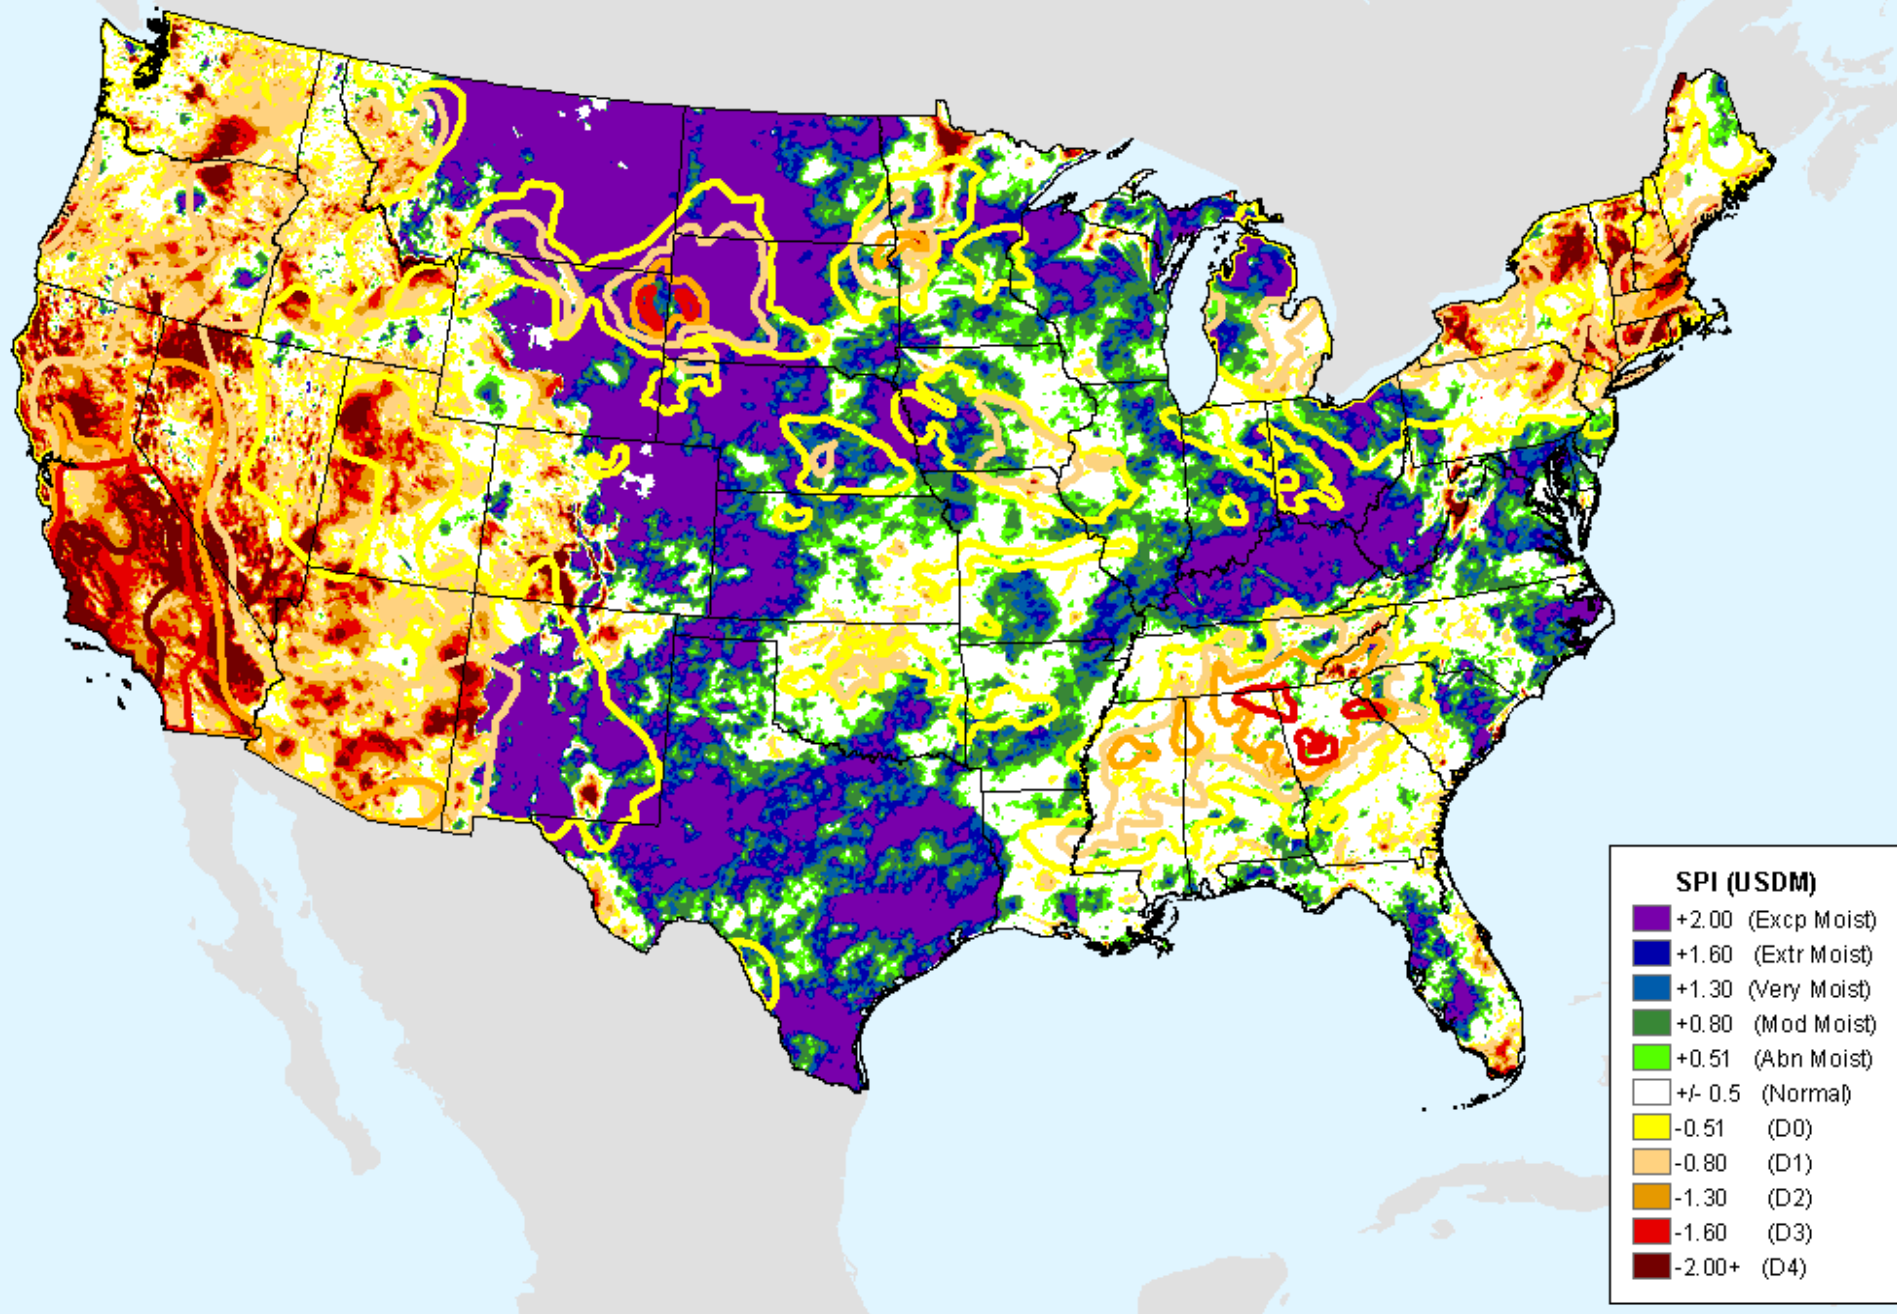 SPI (USDM)
+2.00 (Excp Moist)
+1.60 (Extr Moist)
+1.30 (Very Moist)
+0.80 (Mod Moist)
+0.51 (Abn Moist)
+/- 0.5 (Normal)
-0.51 (D0)
-0.80 (D1)
-1.30 (D2)
-1.60 (D3)
-2.00+ (D4)